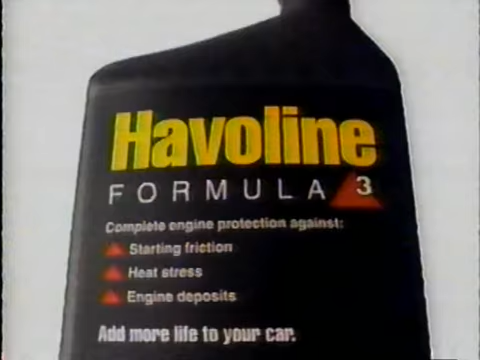 Havoline
FORMULA 3
Complete engine protection against:
Starting friction
Heat stress
Engine deposits
Add more life to your car.